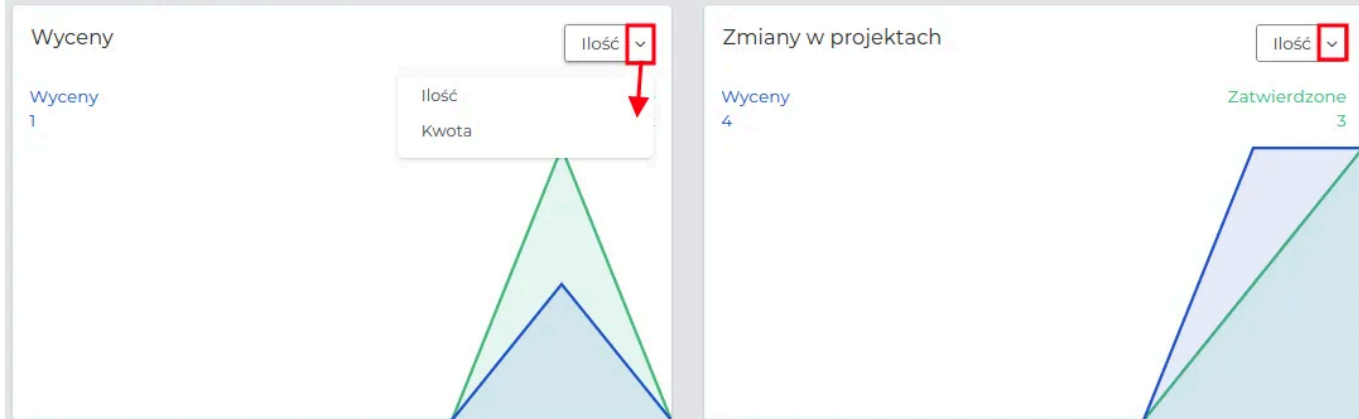 Wyceny
Ilość
Wyceny
1
Ilość
Kwota
Zmiany w projektach
Ilość
Wyceny
4
Zatwierdzone
3